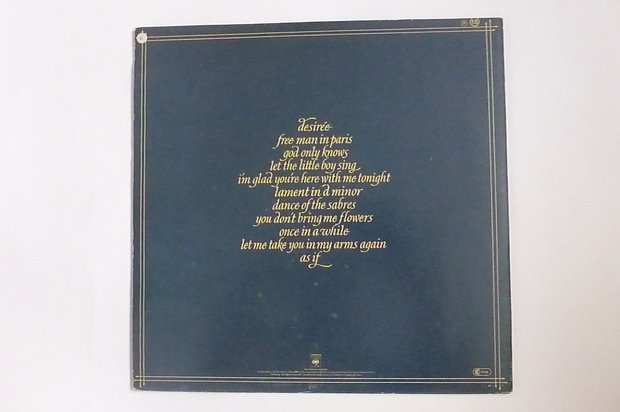 desirée
free man in paris
god only knows
let the little boy sing
i'm glad you're here with me tonight
lament in d minor
dance of the sabres
you don't bring me flowers
once in a while
let me take you in my arms again
as if